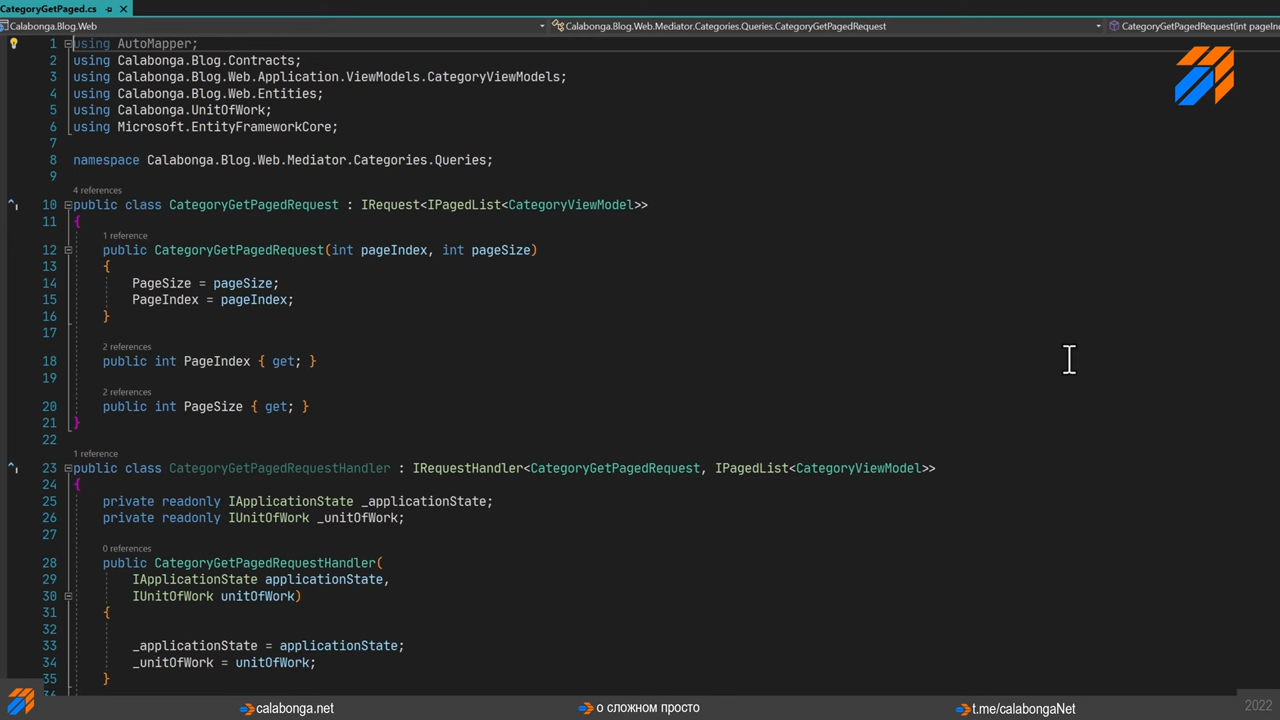 CategoryGetPaged.cs
Calabonga.Blog.Web
Calabonga.Blog.Web.Mediator.Categories.Queries.CategoryGetPagedRequest
CategoryGetPagedRequest(int pageIndex
1 using AutoMapper;
2 using Calabonga.Blog.Contracts;
3 using Calabonga.Blog.Web.Application.ViewModels.CategoryViewModels;
4 using Calabonga.Blog.Web.Entities;
5 using Calabonga.UnitOfWork;
6 using Microsoft.EntityFrameworkCore;
7
8 namespace Calabonga.Blog.Web.Mediator.Categories.Queries;
9
4 references
10 public class CategoryGetPagedRequest : IRequest<IPagedList<CategoryViewModel>>
11 {
1 reference
12 public CategoryGetPagedRequest(int pageIndex, int pageSize)
13 {
14 PageSize = pageSize;
15 PageIndex = pageIndex;
16 }
17
2 references
18 public int PageIndex { get; }
19
2 references
20 public int PageSize { get; }
21 }
22
1 reference
23 public class CategoryGetPagedRequestHandler : IRequestHandler<CategoryGetPagedRequest, IPagedList<CategoryViewModel>>
24 {
25 private readonly IApplicationState _applicationState;
26 private readonly IUnitOfWork _unitOfWork;
27
0 references
28 public CategoryGetPagedRequestHandler(
29 IApplicationState applicationState,
30 IUnitOfWork unitOfWork)
31 {
32
33 _applicationState = applicationState;
34 _unitOfWork = unitOfWork;
35 }
calabonga.net
о сложном просто
t.me/calabongaNet
2022